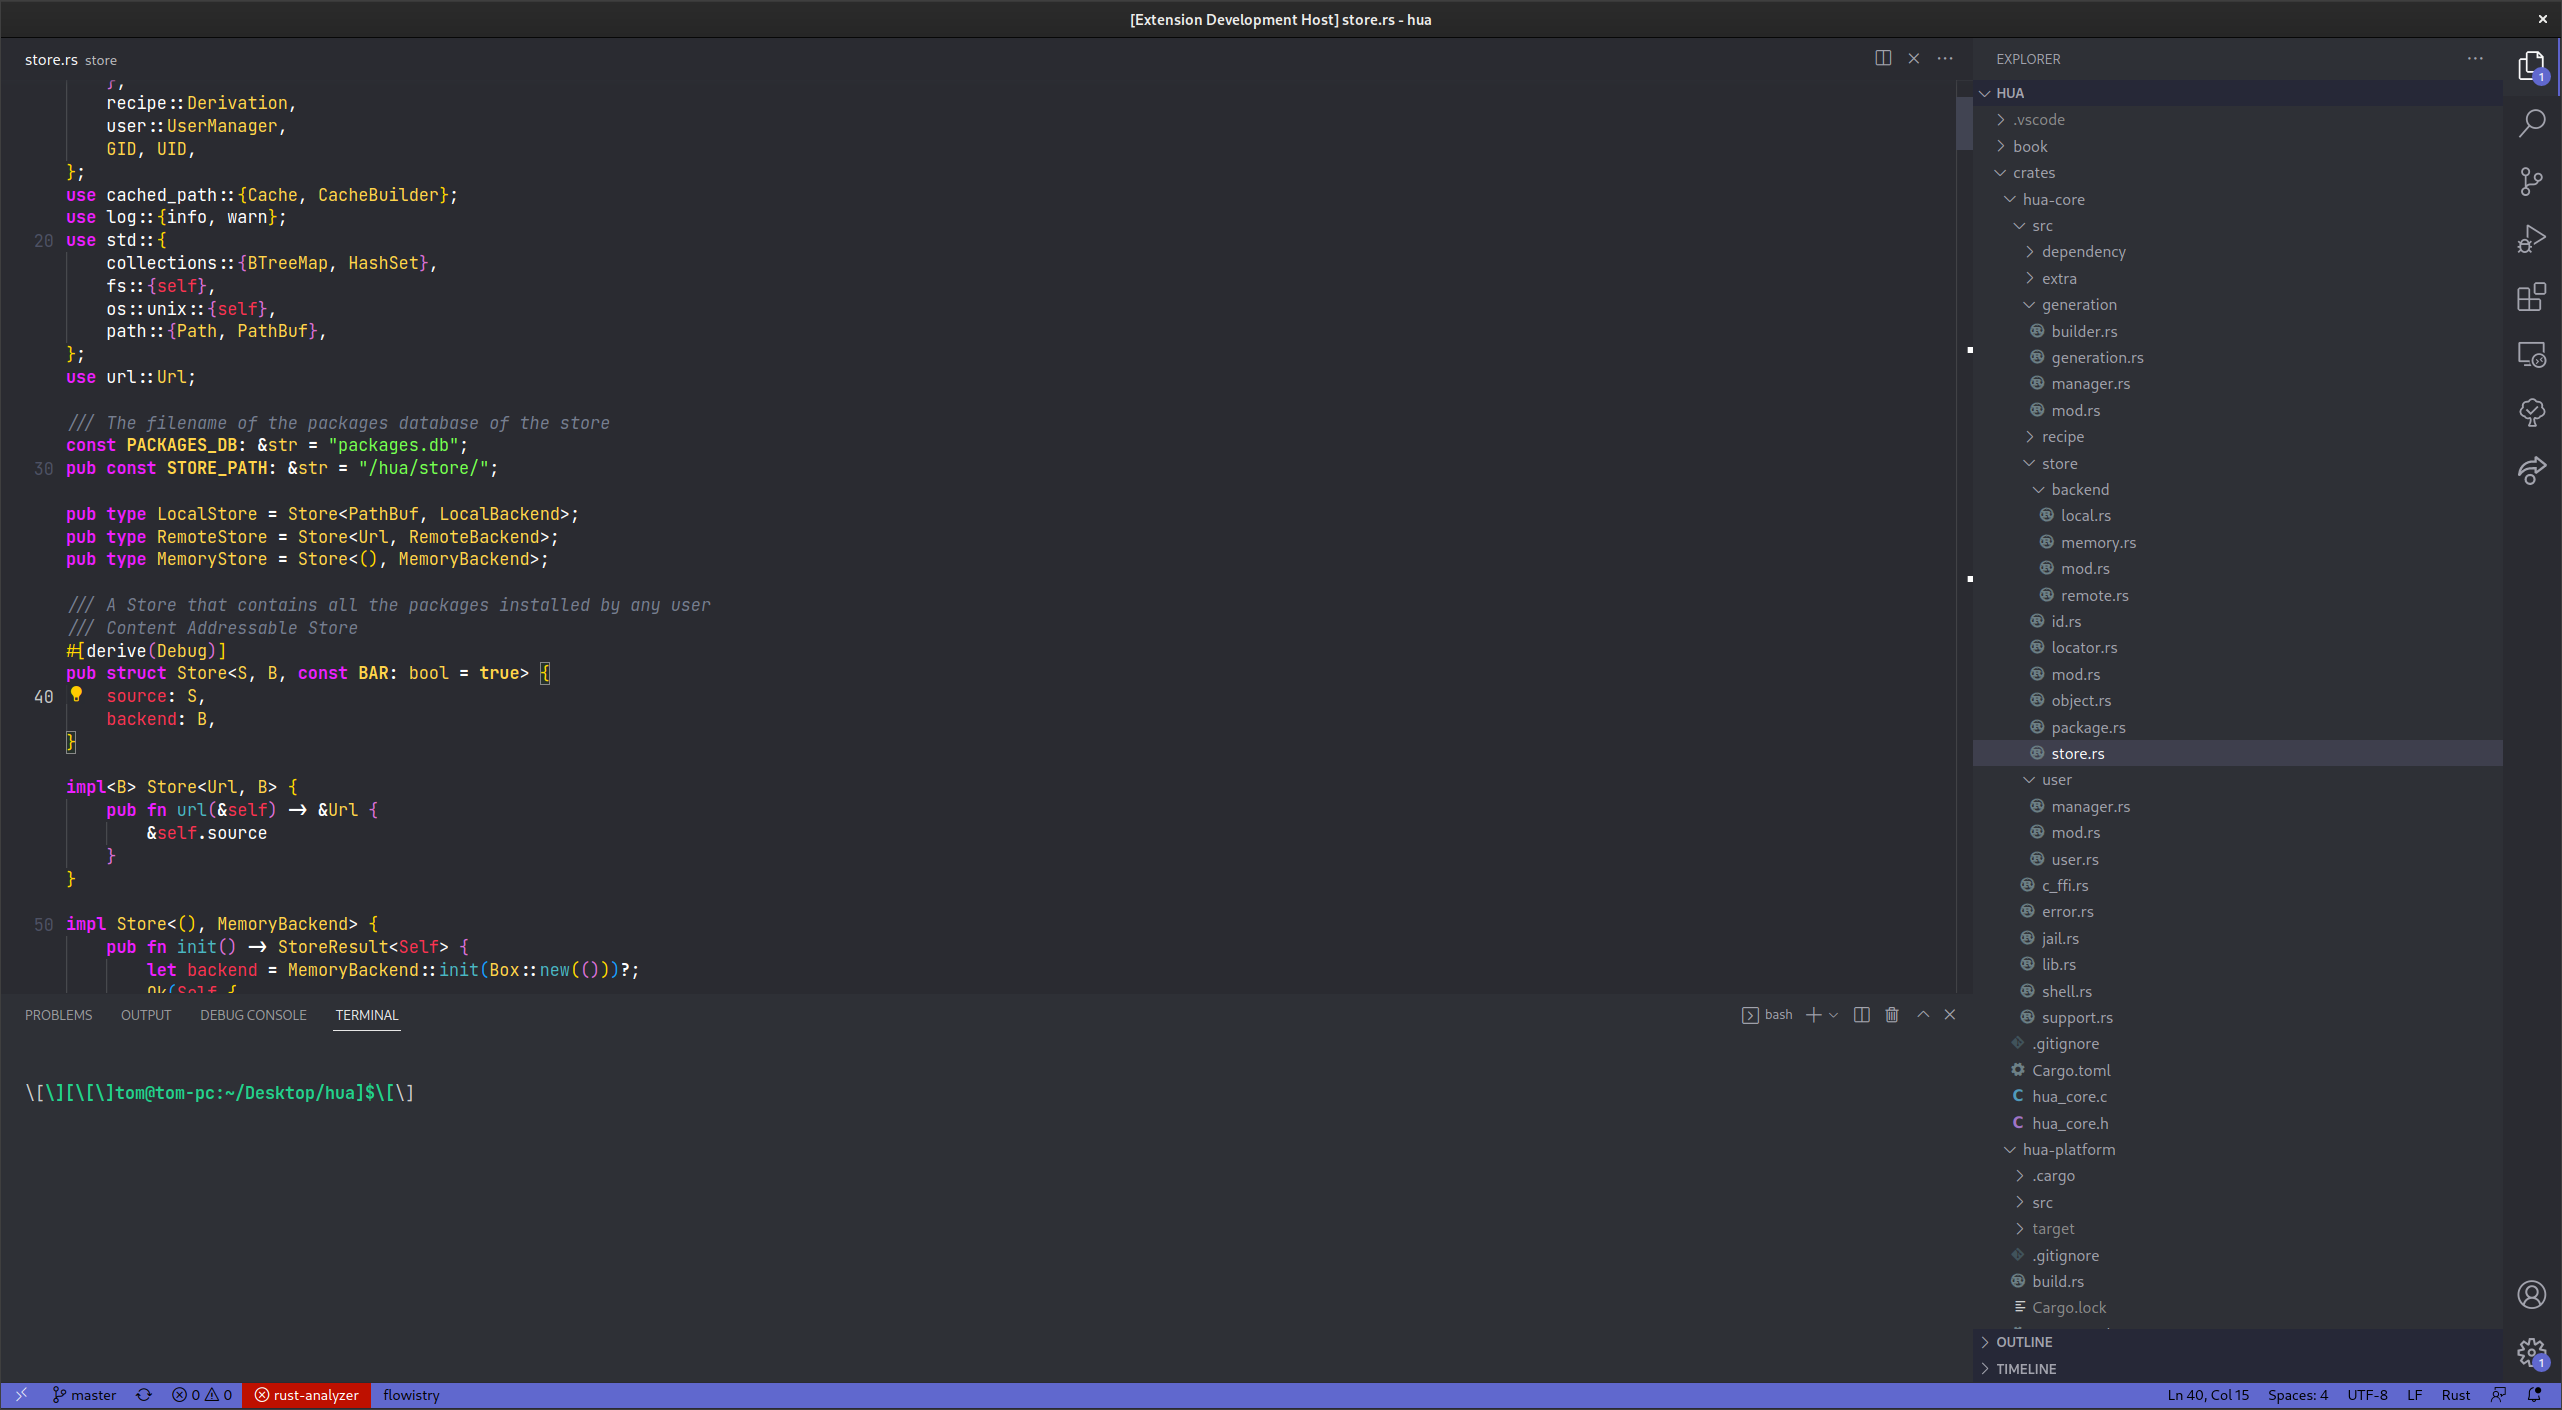 [Extension Development Host] store.rs - hua
store.rs store
},
recipe::Derivation,
user::UserManager,
GID, UID,
};
use cached_path::{Cache, CacheBuilder};
use log::{info, warn};
20 use std::{
collections::{BTreeMap, HashSet},
fs::{self},
os::unix::{self},
path::{Path, PathBuf},
};
use url::Url;
/// The filename of the packages database of the store
const PACKAGES_DB: &str = "packages.db";
30 pub const STORE_PATH: &str = "/hua/store/";
pub type LocalStore = Store<PathBuf, LocalBackend>;
pub type RemoteStore = Store<Url, RemoteBackend>;
pub type MemoryStore = Store<(), MemoryBackend>;
/// A Store that contains all the packages installed by any user
/// Content Addressable Store
#[derive(Debug)]
pub struct Store<S, B, const BAR: bool = true> {
40 source: S,
backend: B,
}
impl<B> Store<Url, B> {
pub fn url(&self) -> &Url {
&self.source
}
}
50 impl Store<(), MemoryBackend> {
pub fn init() -> StoreResult<Self> {
let backend = MemoryBackend::init(Box::new(()))?;
Ok(Self {
PROBLEMS OUTPUT DEBUG CONSOLE TERMINAL
bash
\[\][\[\]tom@tom-pc:~/Desktop/hua]$\[\]
EXPLORER
HUA
.vscode
book
crates
hua-core
src
dependency
extra
generation
builder.rs
generation.rs
manager.rs
mod.rs
recipe
store
backend
local.rs
memory.rs
mod.rs
remote.rs
id.rs
locator.rs
mod.rs
object.rs
package.rs
store.rs
user
manager.rs
mod.rs
user.rs
c_ffi.rs
error.rs
jail.rs
lib.rs
shell.rs
support.rs
.gitignore
Cargo.toml
C hua_core.c
C hua_core.h
hua-platform
.cargo
src
target
.gitignore
build.rs
Cargo.lock
OUTLINE
TIMELINE
1
1
master 0 0 rust-analyzer flowistry
Ln 40, Col 15 Spaces: 4 UTF-8 LF Rust